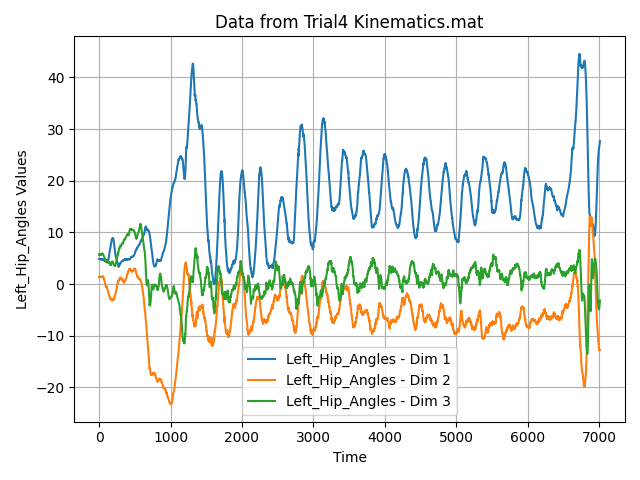 Data from Trial4 Kinematics.mat
Left_Hip_Angles Values
40
30
20
10
0
−10
−20
Left_Hip_Angles - Dim 1
Left_Hip_Angles - Dim 2
Left_Hip_Angles - Dim 3
0 1000 2000 3000 4000 5000 6000 7000
Time